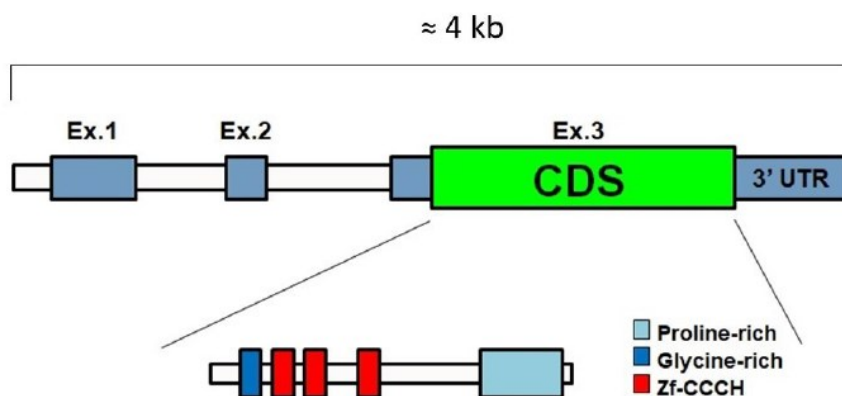 ≈ 4 kb
Ex.1 Ex.2 Ex.3
CDS 3’ UTR
Proline-rich
Glycine-rich
Zf-CCCH